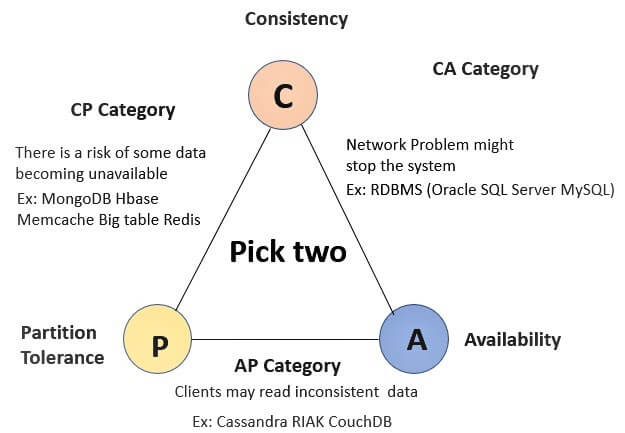 Consistency
C
CA Category
CP Category
There is a risk of some data
becoming unavailable
Ex: MongoDB Hbase
Memcache Big table Redis
Network Problem might
stop the system
Ex: RDBMS (Oracle SQL Server MySQL)
Pick two
Partition
Tolerance
P
A
Availability
AP Category
Clients may read inconsistent data
Ex: Cassandra RIAK CouchDB